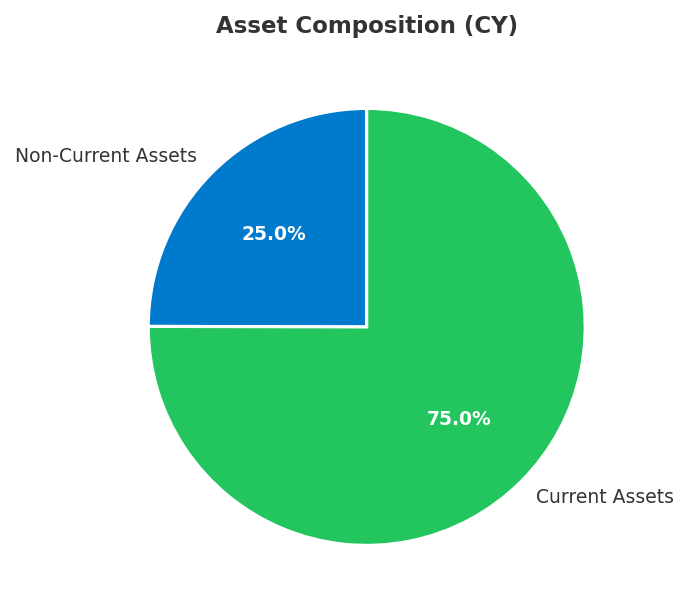 Asset Composition (CY)
Non-Current Assets
25.0%
75.0%
Current Assets